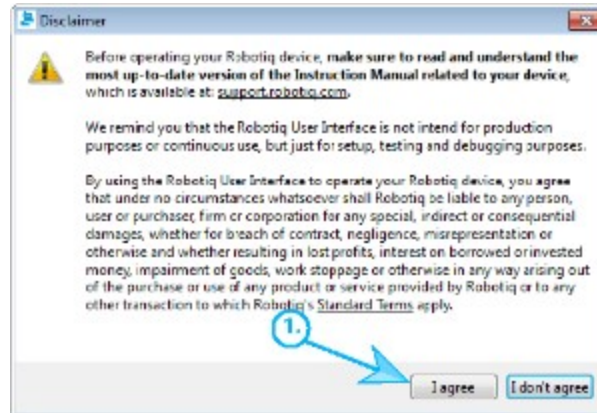 Disclaimer
Before operating your Robotiq device, make sure to read and understand the
most up-to-date version of the Instruction Manual related to your device,
which is available at: support.robotiq.com.
We remind you that the Robotiq User Interface is not intend for production
purposes or continuous use, but just for setup, testing and debugging purposes.
By using the Robotiq User Interface to operate your Robotiq device, you agree
that under no circumstances whatsoever shall Robotiq be liable to any person,
user or purchaser, firm or corporation for any special, indirect or consequential
damages, whether for breach of contract, negligence, misrepresentation or
otherwise and whether resulting in lost profits, interest on borrowed or invested
money, impairment of goods, work stoppage or otherwise in any way arising out
of the purchase or use of any product or service provided by Robotiq or to any
other transaction to which Robotiq's Standard Terms apply.
1.
I agree
I don't agree